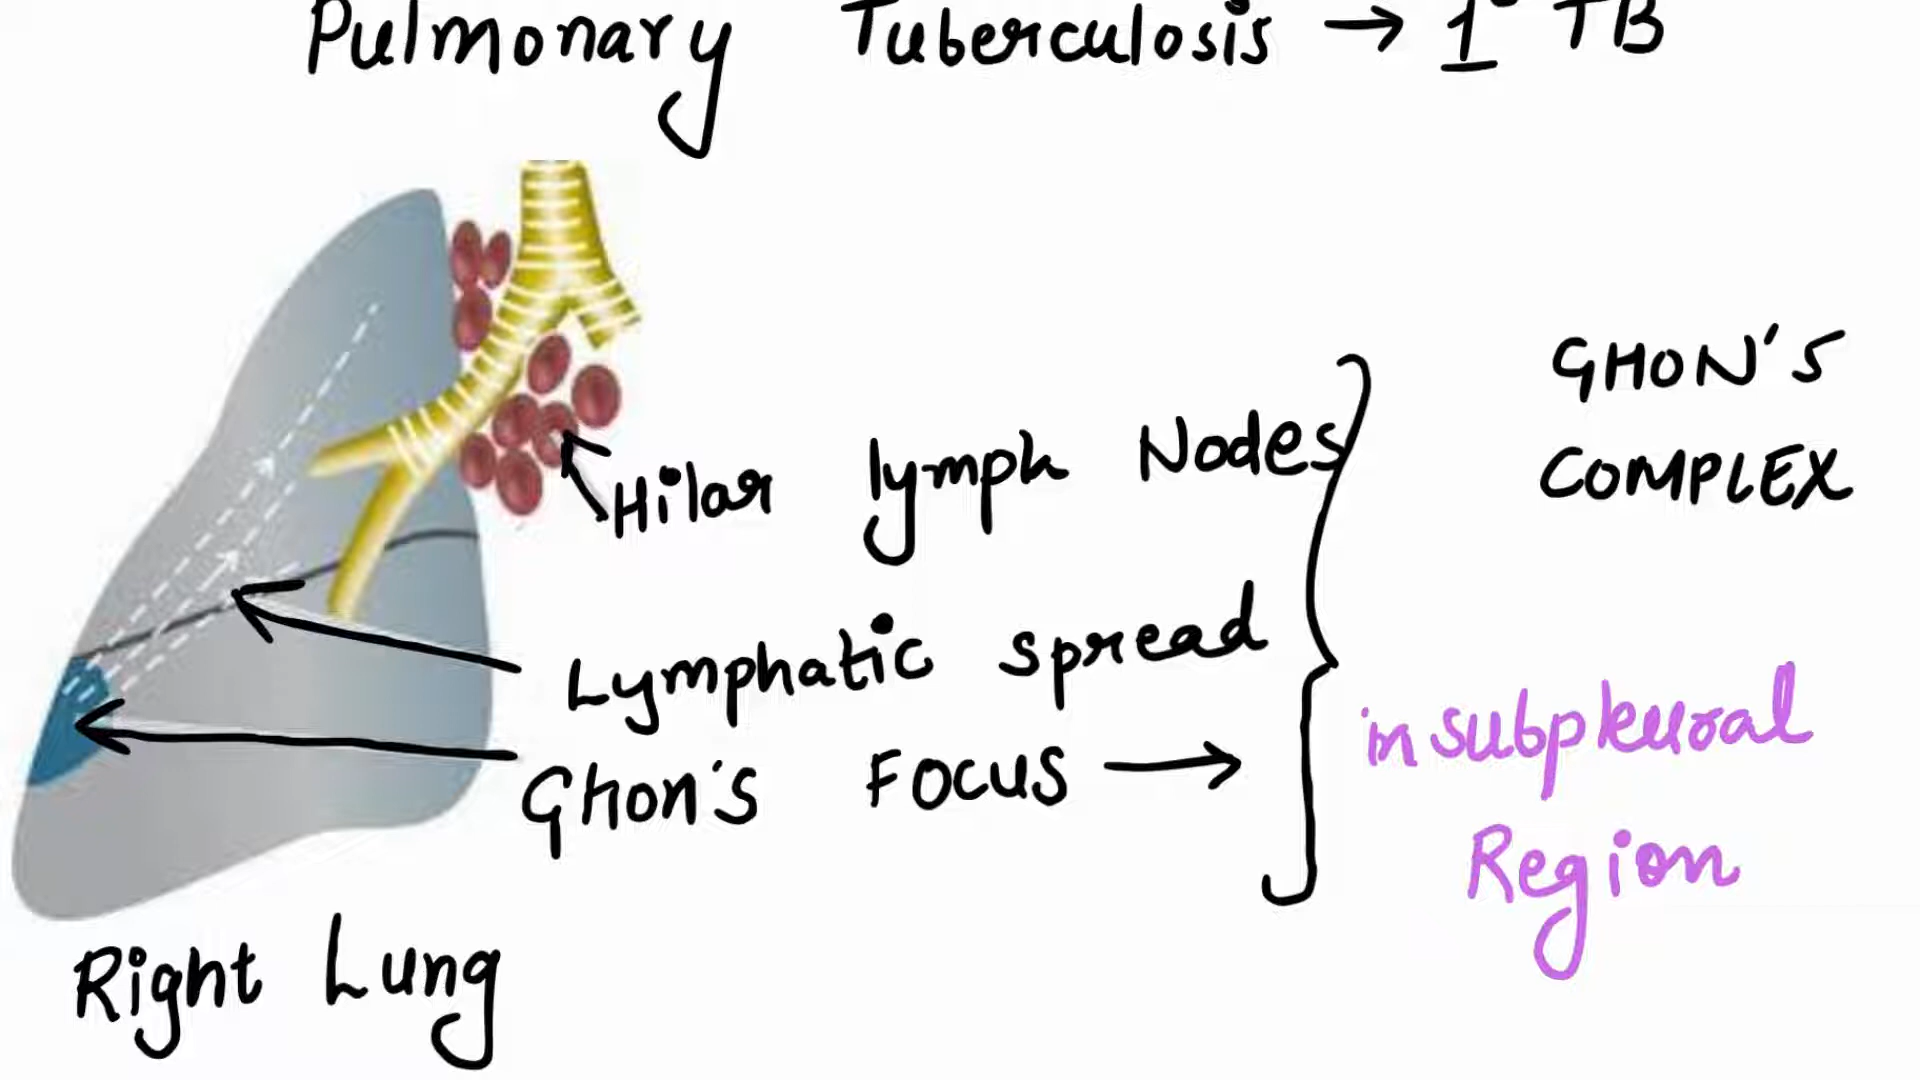 Pulmonary Tuberculosis → 1° TB
GHON'S
COMPLEX
Hilar lymph Nodes
Lymphatic spread
Ghon's FOCUS →
in subpleural
Region
Right Lung